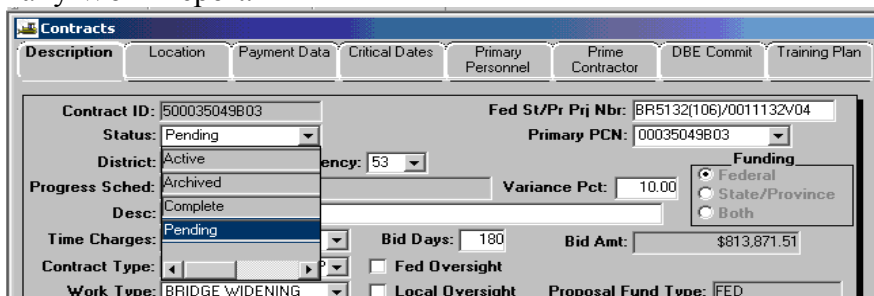 Contracts
Description Location Payment Data Critical Dates Primary Personnel Prime Contractor DBE Commit Training Plan
Contract ID: 500035049B03 Fed St/Pr Prj Nbr: BR5132(106)/0011132V04
Status: Pending Primary PCN: 00035049B03
District: Active ency: 53 Funding
Federal
Progress Sched: Archived Variance Pct: 10.00 State/Province
Desc: Complete Both
Time Charges: Pending Bid Days: 180 Bid Amt: $813,871.51
Contract Type: Fed Oversight
Work Type: BRIDGE WIDENING Local Oversight Proposal Fund Type: FED